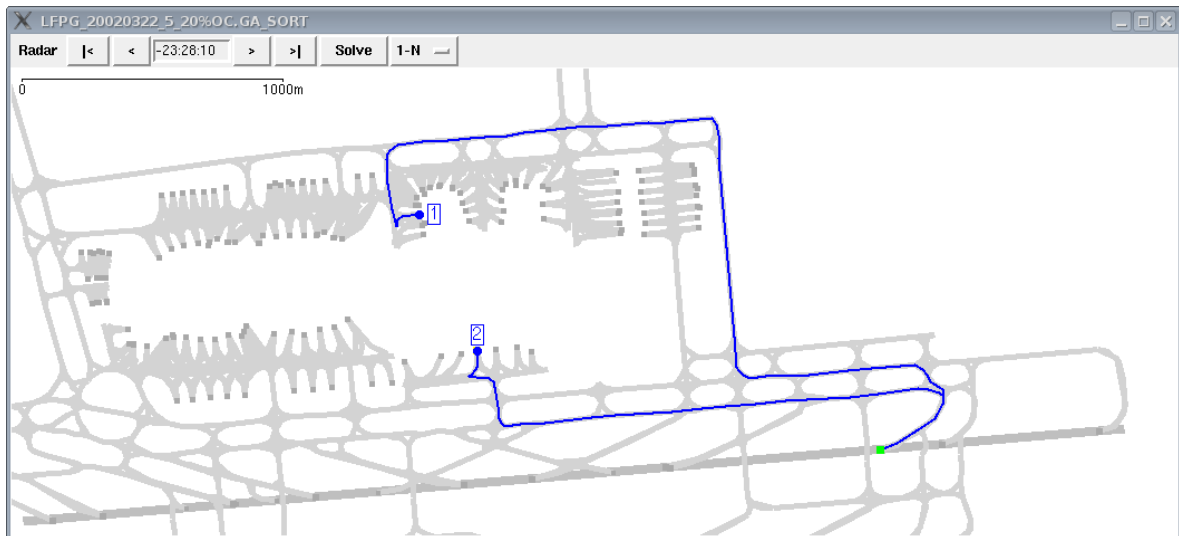 LFPG_20020322_5_20%OC.GA_SORT
Radar |< < -23:28:10 > >| Solve 1-N
0 1000m
1
2